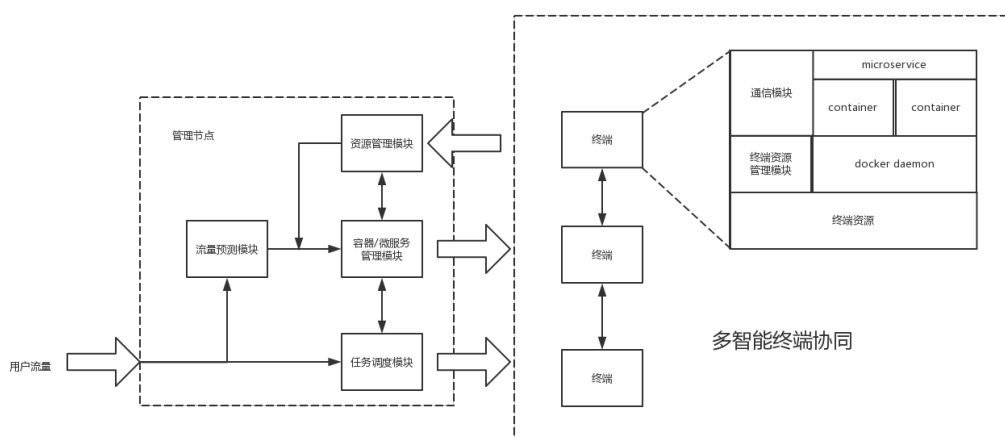 管理节点
资源管理模块
流量预测模块
容器/微服务
管理模块
任务调度模块
用户流量
终端
终端
终端
通信模块
microservice
container
container
终端资源
管理模块
docker daemon
终端资源
多智能终端协同